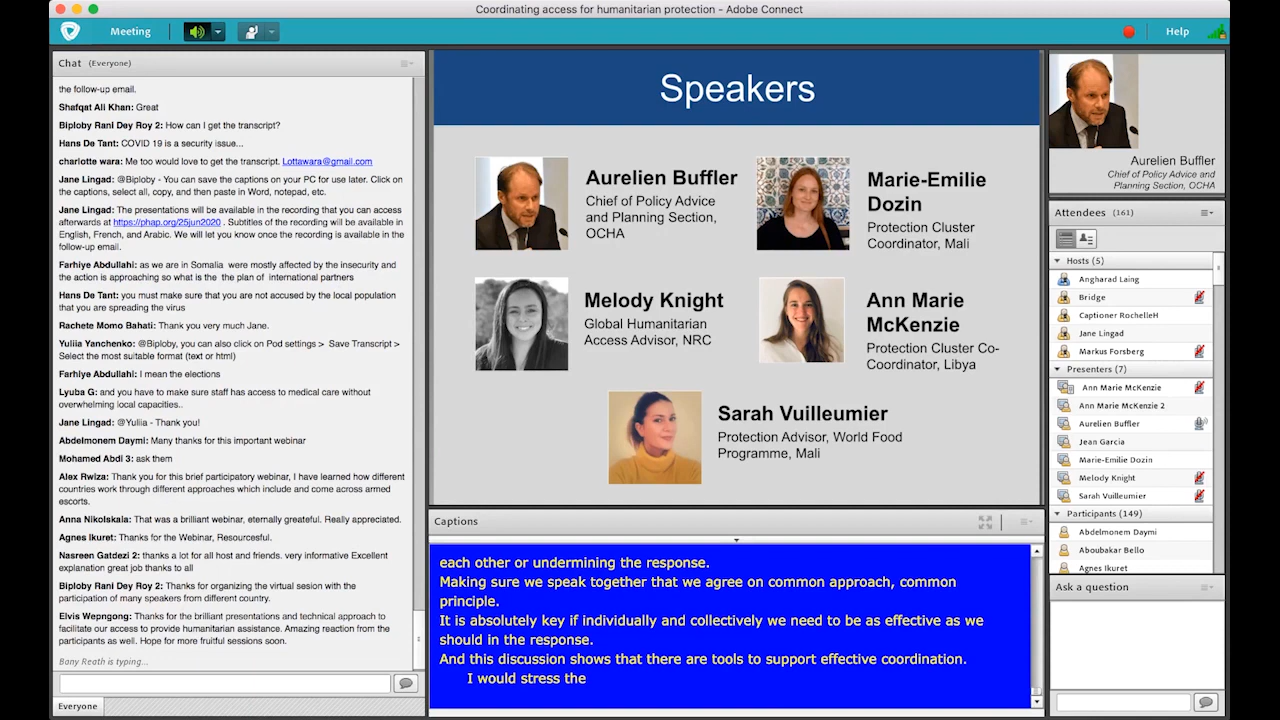 Coordinating access for humanitarian protection - Adobe Connect
Meeting
Help
Chat (Everyone)
the follow-up email.
Shafqat Ali Khan: Great
Biploby Rani Dey Roy 2: How can I get the transcript?
Hans De Tant: COVID 19 is a security issue...
charlotte wara: Me too would love to get the transcript. Lottawara@gmail.com
Jane Lingad: @Biploby - You can save the captions on your PC for use later. Click on
the captions, select all, copy, and then paste in Word, notepad, etc.
Jane Lingad: The presentations will be available in the recording that you can access
afterwards at https://phap.org/25jun2020 . Subtitles of the recording will be available in
English, French, and Arabic. We will let you know once the recording is available in the
follow-up email.
Farhiye Abdullahi: as we are in Somalia were mostly affected by the insecurity and
the action is approaching so what is the the plan of international partners
Hans De Tant: you must make sure that you are not accused by the local population
that you are spreading the virus
Rachete Momo Bahati: Thank you very much Jane.
Yuliia Yanchenko: @Biploby, you can also click on Pod settings > Save Transcript >
Select the most suitable format (text or html)
Farhiye Abdullahi: I mean the elections
Lyuba G: and you have to make sure staff has access to medical care without
overwhelming local capacities..
Jane Lingad: @Yuliia - Thank you!
Abdelmonem Daymi: Many thanks for this important webinar
Mohamed Abdi 3: ask them
Alex Rwiza: Thank you for this brief participatory webinar, I have learned how different
countries work through different approaches which include and come across armed
escorts.
Anna Nikolskala: That was a brilliant webinar, eternally greateful. Really appreciated.
Agnes Ikuret: Thanks for the Webinar, Resourcesful.
Nasreen Gatdezi 2: thanks a lot for all host and friends. very informative Excellent
explanation great job thanks to all
Biploby Rani Dey Roy 2: Thanks for organizing the virtual sesion with the
participation of many speakers from different country.
Elvis Wepngong: Thanks for the brilliant presentations and technical approach to
facilitate our access to provide humanitarian assistance. Amazing reaction from the
participants as well. Hope for more fruitful sessions soon.
Bony Reath is typing...
Everyone
Speakers
Aurelien Buffler
Chief of Policy Advice
and Planning Section,
OCHA
Marie-Emilie
Dozin
Protection Cluster
Coordinator, Mali
Melody Knight
Global Humanitarian
Access Advisor, NRC
Ann Marie
McKenzie
Protection Cluster Co-
Coordinator, Libya
Sarah Vuilleumier
Protection Advisor, World Food
Programme, Mali
Captions
each other or undermining the response.
Making sure we speak together that we agree on common approach, common
principle.
It is absolutely key if individually and collectively we need to be as effective as we
should in the response.
And this discussion shows that there are tools to support effective coordination.
I would stress the
Aurelien Buffler
Chief of Policy Advice and
Planning Section, OCHA
Attendees (161)
Hosts (5)
Angharad Laing
Bridge
Captioner RochelleH
Jane Lingad
Markus Forsberg
Presenters (7)
Ann Marie McKenzie
Ann Marie McKenzie 2
Aurelien Buffler
Jean Garcia
Marie-Emilie Dozin
Melody Knight
Sarah Vuilleumier
Participants (149)
Abdelmonem Daymi
Aboubakar Bello
Agnes Ikuret
Ask a question